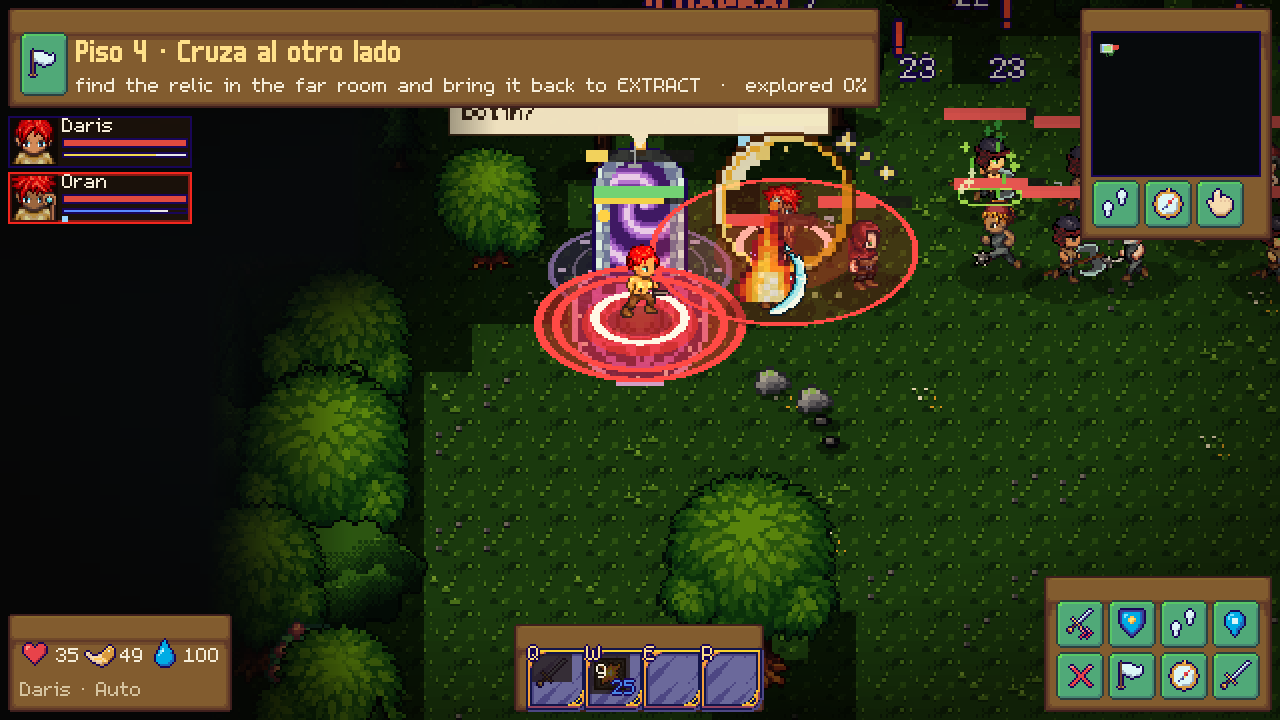 Piso 4 · Cruza al otro lado
find the relic in the far room and bring it back to EXTRACT · explored 0%
23
23
Daris
Oran
35 49 100
Daris · Auto
Q W E R
9
25